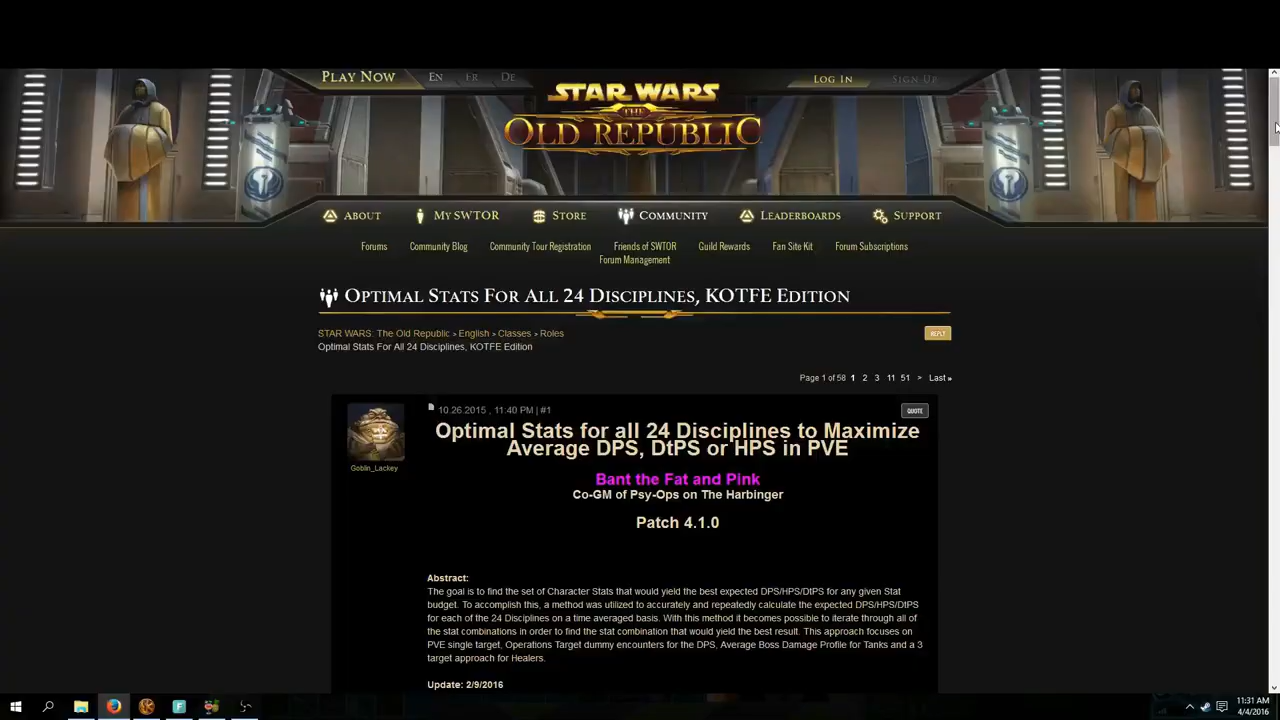 PLAY NOW
EN FR DE
LOG IN
SIGN UP
STAR WARS
THE
OLD REPUBLIC
ABOUT
MY SWTOR
STORE
COMMUNITY
LEADERBOARDS
SUPPORT
Forums
Community Blog
Community Tour Registration
Friends of SWTOR
Guild Rewards
Fan Site Kit
Forum Subscriptions
Forum Management
OPTIMAL STATS FOR ALL 24 DISCIPLINES, KOTFE EDITION
STAR WARS: The Old Republic > English > Classes > Roles
REPLY
Optimal Stats For All 24 Disciplines, KOTFE Edition
Page 1 of 58 1 2 3 11 51 > Last »
10.26.2015 , 11:40 PM | #1
QUOTE
Goblin_Lackey
Optimal Stats for all 24 Disciplines to Maximize
Average DPS, DtPS or HPS in PVE
Bant the Fat and Pink
Co-GM of Psy-Ops on The Harbinger
Patch 4.1.0
Abstract:
The goal is to find the set of Character Stats that would yield the best expected DPS/HPS/DtPS for any given Stat
budget. To accomplish this, a method was utilized to accurately and repeatedly calculate the expected DPS/HPS/DtPS
for each of the 24 Disciplines on a time averaged basis. With this method it becomes possible to iterate through all of
the stat combinations in order to find the stat combination that would yield the best result. This approach focuses on
PVE single target, Operations Target dummy encounters for the DPS, Average Boss Damage Profile for Tanks and a 3
target approach for Healers.
Update: 2/9/2016
11:31 AM
4/4/2016